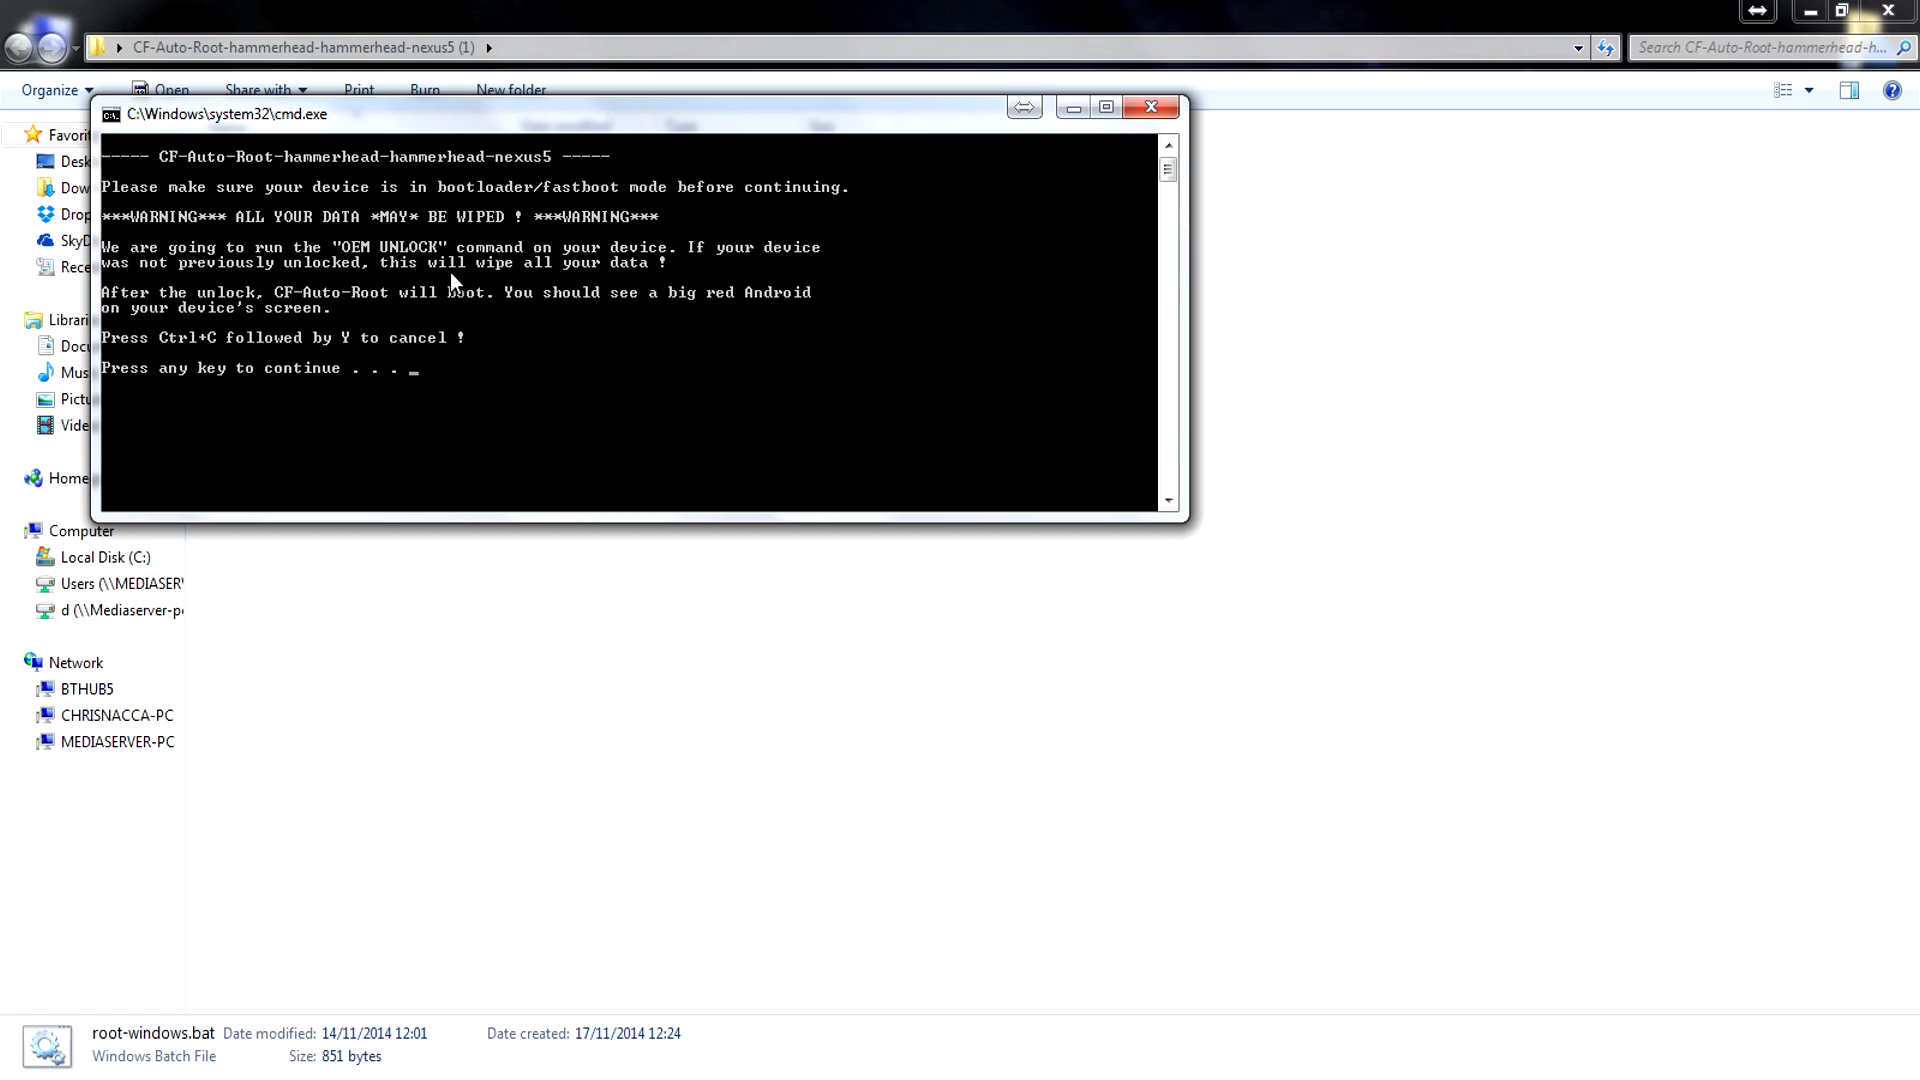 CF-Auto-Root-hammerhead-hammerhead-nexus5 (1)
Search CF-Auto-Root-hammerhead-h...
Organize
Open
Share with
Print
Burn
New folder
C:\Windows\system32\cmd.exe
----- CF-Auto-Root-hammerhead-hammerhead-nexus5 -----
Please make sure your device is in bootloader/fastboot mode before continuing.
***WARNING*** ALL YOUR DATA *MAY* BE WIPED ! ***WARNING***
We are going to run the "OEM UNLOCK" command on your device. If your device
was not previously unlocked, this will wipe all your data !
After the unlock, CF-Auto-Root will boot. You should see a big red Android
on your device's screen.
Press Ctrl+C followed by Y to cancel !
Press any key to continue . . . _
Favorit
Desk
Dow
Drop
SkyD
Rece
Librari
Docu
Mus
Pictu
Vide
Home
Computer
Local Disk (C:)
Users (\\MEDIASERV
d (\\Mediaserver-pc
Network
BTHUB5
CHRISNACCA-PC
MEDIASERVER-PC
root-windows.bat Date modified: 14/11/2014 12:01 Date created: 17/11/2014 12:24
Windows Batch File Size: 851 bytes